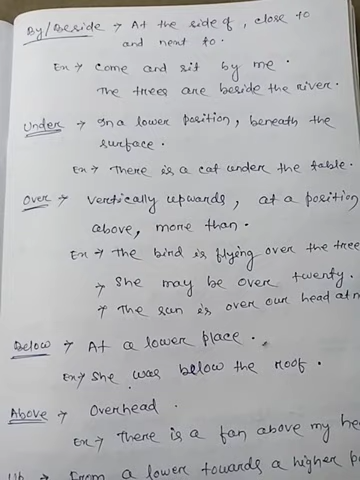 By/Beside → At the side of, close to
and next to.
Ex → Come and sit by me.
The trees are beside the river.
Under → In a lower position, beneath the
surface.
Ex → There is a cat under the table.
Over → Vertically upwards, at a position
above, more than.
Ex → The bird is flying over the tree
→ She may be over twenty.
→ The sun is over our head at n
Below → At a lower place.
Ex → She was below the roof.
Above → Overhead.
Ex → There is a fan above my he
Up → From a lower towards a higher p